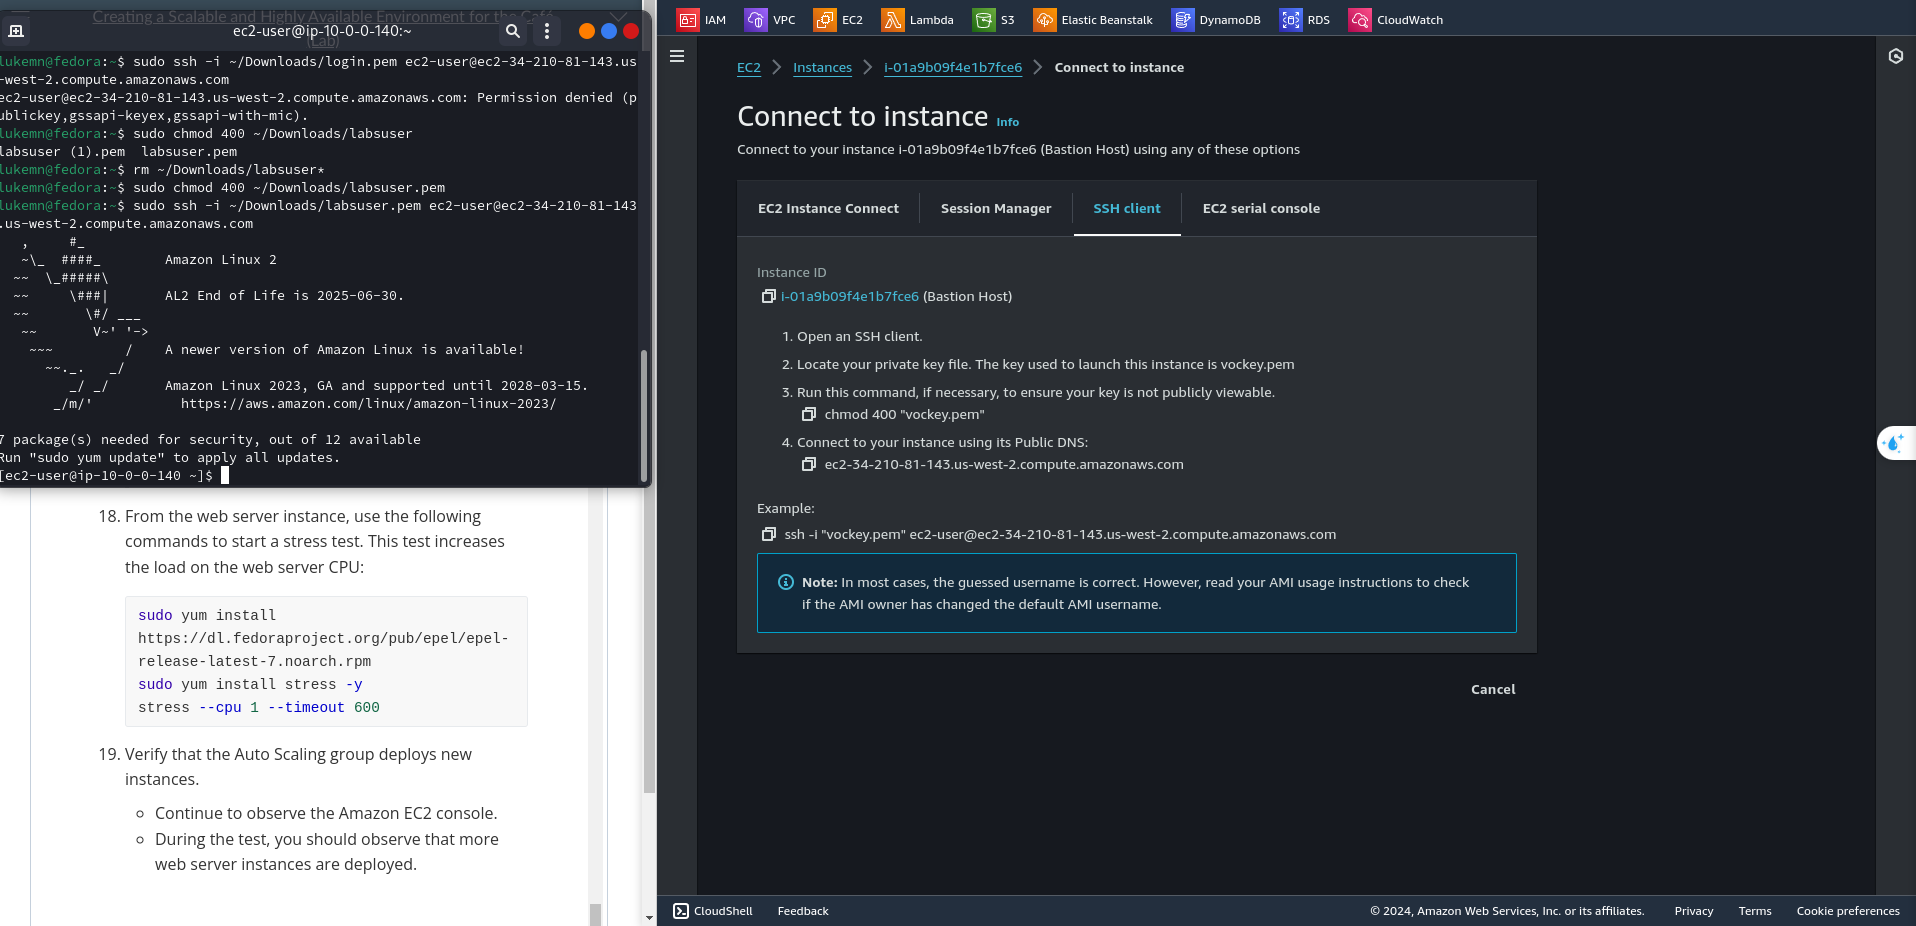 Creating a Scalable and Highly Available Environment for the Café
(Lab)
ec2-user@ip-10-0-0-140:~
lukemn@fedora:~$ sudo ssh -i ~/Downloads/login.pem ec2-user@ec2-34-210-81-143.us
-west-2.compute.amazonaws.com
ec2-user@ec2-34-210-81-143.us-west-2.compute.amazonaws.com: Permission denied (p
ublickey,gssapi-keyex,gssapi-with-mic).
lukemn@fedora:~$ sudo chmod 400 ~/Downloads/labsuser
labsuser (1).pem  labsuser.pem
lukemn@fedora:~$ rm ~/Downloads/labsuser*
lukemn@fedora:~$ sudo chmod 400 ~/Downloads/labsuser.pem
lukemn@fedora:~$ sudo ssh -i ~/Downloads/labsuser.pem ec2-user@ec2-34-210-81-143
.us-west-2.compute.amazonaws.com
   ,     #_
   ~\_  ####_        Amazon Linux 2
  ~~  \_#####\
  ~~     \###|       AL2 End of Life is 2025-06-30.
  ~~       \#/ ___
   ~~       V~' '->
    ~~~         /    A newer version of Amazon Linux is available!
      ~~._.   _/
         _/ _/       Amazon Linux 2023, GA and supported until 2028-03-15.
       _/m/'           https://aws.amazon.com/linux/amazon-linux-2023/
7 package(s) needed for security, out of 12 available
Run "sudo yum update" to apply all updates.
[ec2-user@ip-10-0-0-140 ~]$
18. From the web server instance, use the following
commands to start a stress test. This test increases
the load on the web server CPU:
sudo yum install
https://dl.fedoraproject.org/pub/epel/epel-
release-latest-7.noarch.rpm
sudo yum install stress -y
stress --cpu 1 --timeout 600
19. Verify that the Auto Scaling group deploys new
instances.
Continue to observe the Amazon EC2 console.
During the test, you should observe that more
web server instances are deployed.
IAM VPC EC2 Lambda S3 Elastic Beanstalk DynamoDB RDS CloudWatch
EC2 > Instances > i-01a9b09f4e1b7fce6 > Connect to instance
Connect to instance Info
Connect to your instance i-01a9b09f4e1b7fce6 (Bastion Host) using any of these options
EC2 Instance Connect Session Manager SSH client EC2 serial console
Instance ID
i-01a9b09f4e1b7fce6 (Bastion Host)
1. Open an SSH client.
2. Locate your private key file. The key used to launch this instance is vockey.pem
3. Run this command, if necessary, to ensure your key is not publicly viewable.
chmod 400 "vockey.pem"
4. Connect to your instance using its Public DNS:
ec2-34-210-81-143.us-west-2.compute.amazonaws.com
Example:
ssh -i "vockey.pem" ec2-user@ec2-34-210-81-143.us-west-2.compute.amazonaws.com
Note: In most cases, the guessed username is correct. However, read your AMI usage instructions to check
if the AMI owner has changed the default AMI username.
Cancel
CloudShell Feedback © 2024, Amazon Web Services, Inc. or its affiliates. Privacy Terms Cookie preferences